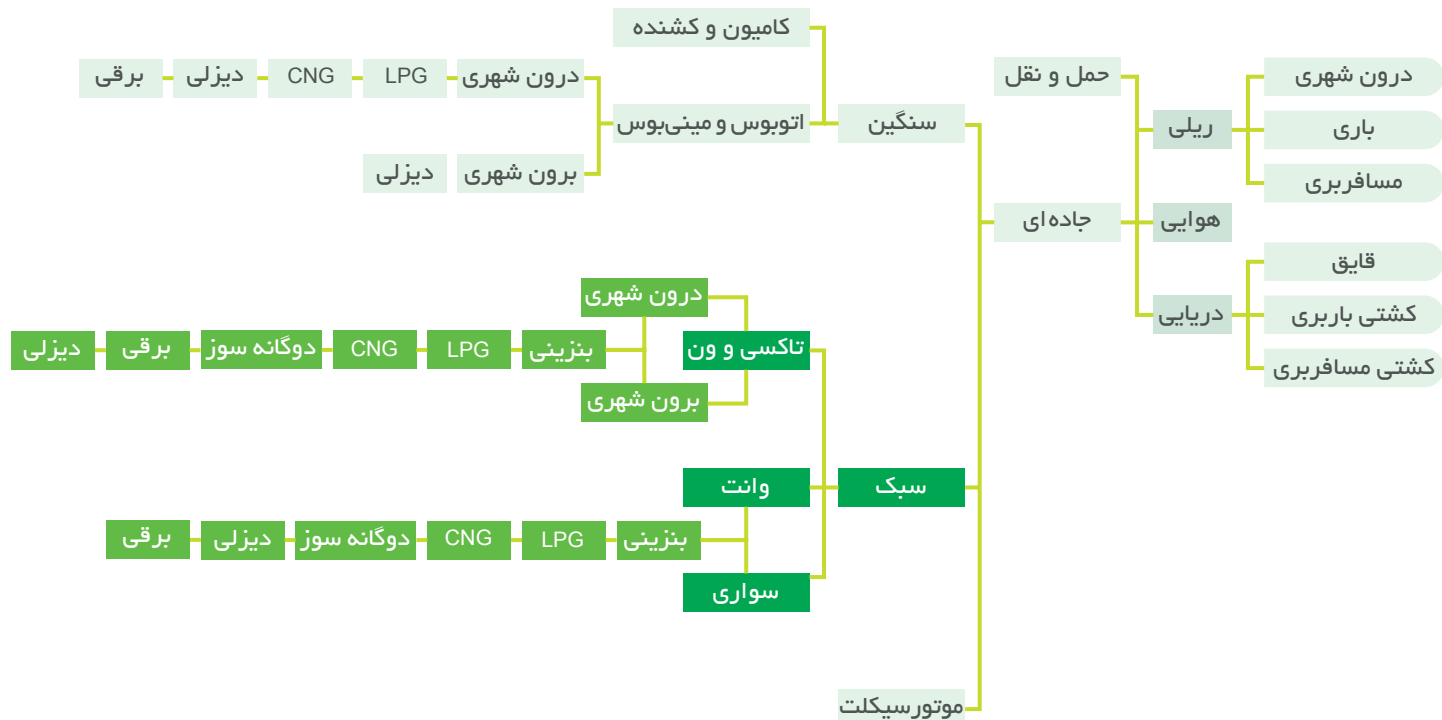 حمل و نقل
ریلی
درون شهری
باری
مسافربری
هوایی
دریایی
قایق
کشتی باربری
کشتی مسافربری
جاده‌ای
سنگین
کامیون و کشنده
اتوبوس و مینی‌بوس
درون شهری
LPG
CNG
دیزلی
برقی
برون شهری
دیزلی
سبک
تاکسی و ون
درون شهری
برون شهری
بنزینی
LPG
CNG
دوگانه سوز
برقی
دیزلی
وانت
سواری
بنزینی
LPG
CNG
دوگانه سوز
دیزلی
برقی
موتورسیکلت